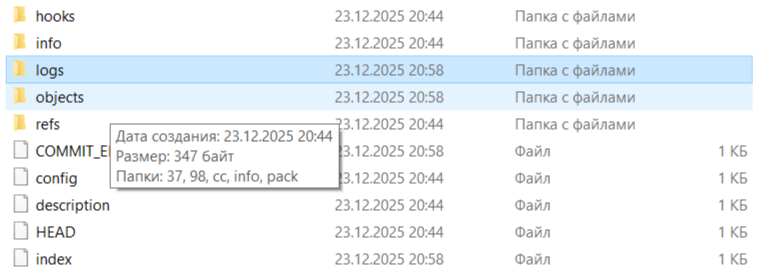 hooks 23.12.2025 20:44 Папка с файлами
info 23.12.2025 20:44 Папка с файлами
logs 23.12.2025 20:58 Папка с файлами
objects 23.12.2025 20:58 Папка с файлами
refs 23.12.2025 20:44 Папка с файлами
Дата создания: 23.12.2025 20:44
Размер: 347 байт
Папки: 37, 98, cc, info, pack
23.12.2025 20:58 Файл 1 КБ
config 23.12.2025 20:44 Файл 1 КБ
description 23.12.2025 20:44 Файл 1 КБ
HEAD 23.12.2025 20:44 Файл 1 КБ
index 23.12.2025 20:58 Файл 1 КБ